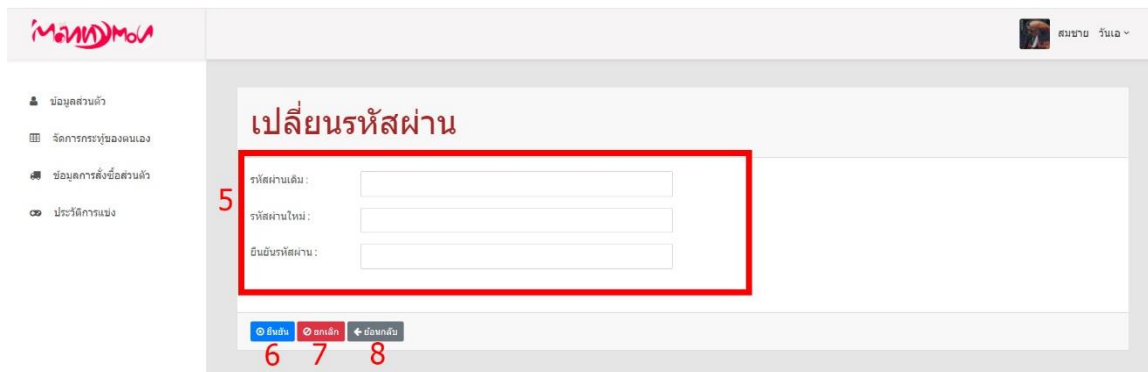 สมชาย วันเอ
ข้อมูลส่วนตัว
จัดการกระทู้ของตนเอง
ข้อมูลการสั่งซื้อส่วนตัว
ประวัติการแข่ง
เปลี่ยนรหัสผ่าน
5
รหัสผ่านเดิม :
รหัสผ่านใหม่ :
ยืนยันรหัสผ่าน :
ยืนยัน ยกเลิก ย้อนกลับ
6 7 8